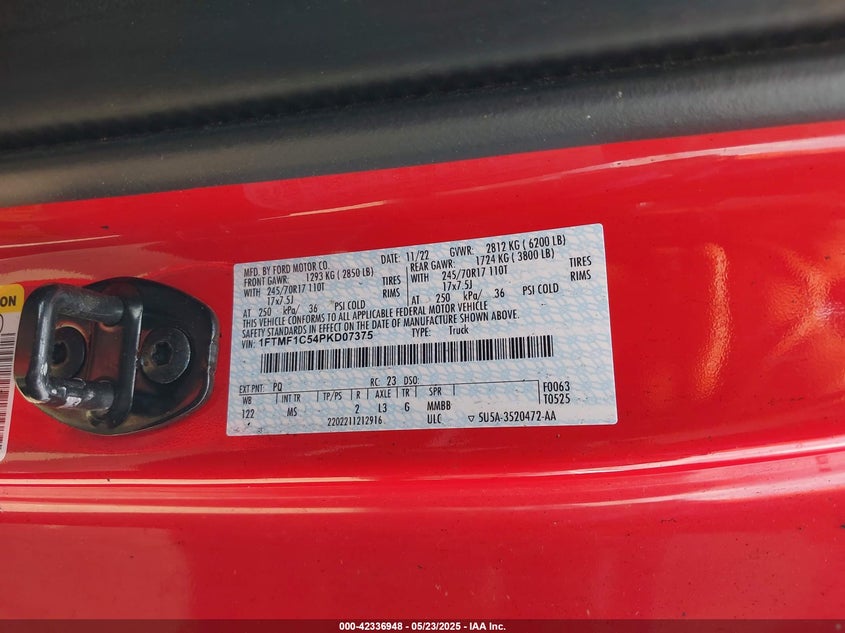 MFD. BY FORD MOTOR CO. 11/22 GVWR: 2812 KG ( 6200 LB)
FRONT GAWR: 1293 KG ( 2850 LB) REAR GAWR: 1724 KG ( 3800 LB)
WITH 245/70R17 110T TIRES WITH 245/70R17 110T TIRES
17x7.5J RIMS 17x7.5J RIMS
AT 250 kPa/ 36 PSI COLD AT 250 kPa/ 36 PSI COLD
THIS VEHICLE CONFORMS TO ALL APPLICABLE FEDERAL MOTOR VEHICLE
SAFETY STANDARDS IN EFFECT ON THE DATE OF MANUFACTURE SHOWN ABOVE.
VIN: 1FTMF1C54PKD07375 TYPE: Truck
EXT PNT: PQ RC: 23 DSO: F0063
WB INT TR TP/PS R AXLE TR SPR T0525
122 MS 2 L3 G MMBB
2202211212916 ULC ▽ 5U5A-3520472-AA
ON
000-42336948 - 05/23/2025 - IAA Inc.